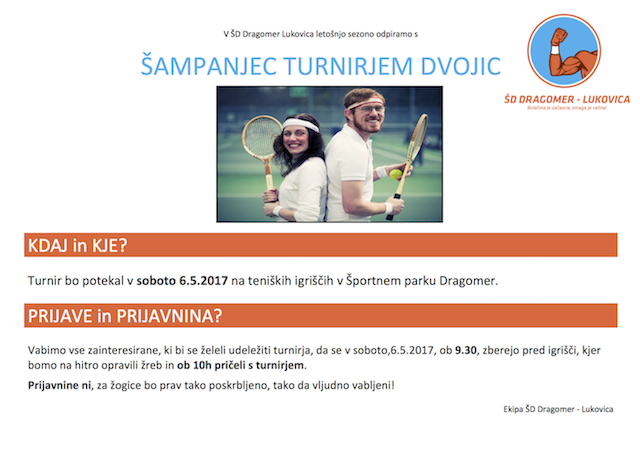 V ŠD Dragomer Lukovica letošnjo sezono odpiramo s
ŠAMPANJEC TURNIRJEM DVOJIC
ŠD DRAGOMER - LUKOVICA
Bolečina je začasna, zmaga je večna!
KDAJ in KJE?
Turnir bo potekal v soboto 6.5.2017 na teniških igriščih v Športnem parku Dragomer.
PRIJAVE in PRIJAVNINA?
Vabimo vse zainteresirane, ki bi se želeli udeležiti turnirja, da se v soboto,6.5.2017, ob 9.30, zberejo pred igrišči, kjer
bomo na hitro opravili žreb in ob 10h pričeli s turnirjem.
Prijavnine ni, za žogice bo prav tako poskrbljeno, tako da vljudno vabljeni!
Ekipa ŠD Dragomer - Lukovica